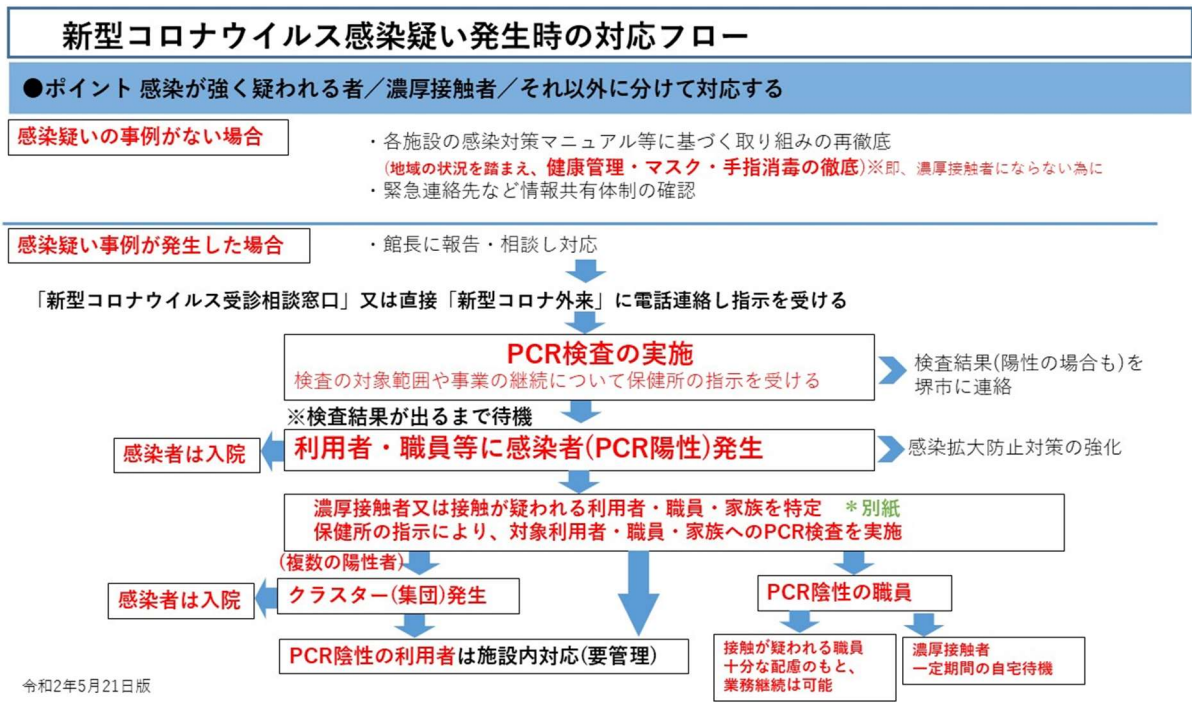 新型コロナウイルス感染疑い発生時の対応フロー
●ポイント 感染が強く疑われる者／濃厚接触者／それ以外に分けて対応する
感染疑いの事例がない場合
・各施設の感染対策マニュアル等に基づく取り組みの再徹底
(地域の状況を踏まえ、健康管理・マスク・手指消毒の徹底)※即、濃厚接触者にならない為に
・緊急連絡先など情報共有体制の確認
感染疑い事例が発生した場合
・館長に報告・相談し対応
「新型コロナウイルス受診相談窓口」又は直接「新型コロナ外来」に電話連絡し指示を受ける
PCR検査の実施
検査の対象範囲や事業の継続について保健所の指示を受ける
検査結果(陽性の場合も)を
堺市に連絡
※検査結果が出るまで待機
感染者は入院
利用者・職員等に感染者(PCR陽性)発生
感染拡大防止対策の強化
濃厚接触者又は接触が疑われる利用者・職員・家族を特定 ＊別紙
保健所の指示により、対象利用者・職員・家族へのPCR検査を実施
(複数の陽性者)
感染者は入院
クラスター(集団)発生
PCR陰性の職員
PCR陰性の利用者は施設内対応(要管理)
接触が疑われる職員
十分な配慮のもと、
業務継続は可能
濃厚接触者
一定期間の自宅待機
令和2年5月21日版